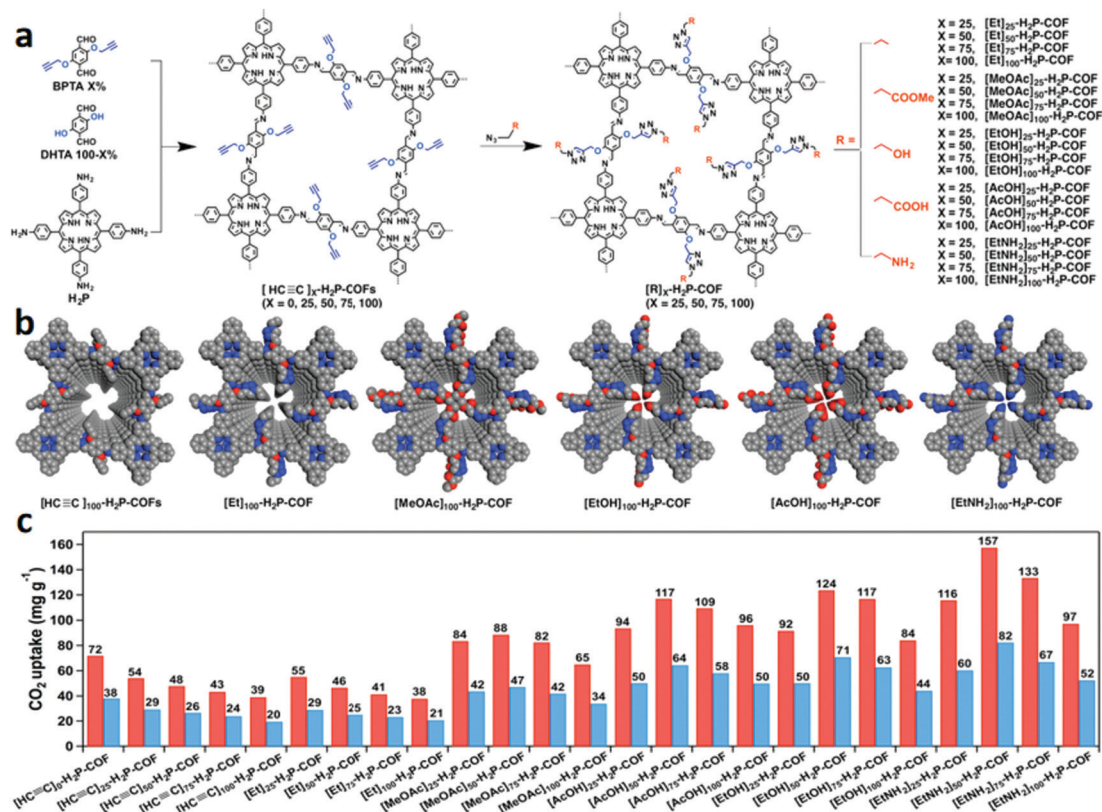 a
CHO
O
CHO
BPTA X%
CHO
OH
HO
CHO
DHTA 100-X%
NH2
H2N
NH2
NH2
H2P
[HC≡C]X-H2P-COFs
(X = 0, 25, 50, 75, 100)
N3 R
[R]X-H2P-COF
(X = 25, 50, 75, 100)
R =
COOMe
OH
COOH
NH2
X = 25, [Et]25-H2P-COF
X = 50, [Et]50-H2P-COF
X = 75, [Et]75-H2P-COF
X= 100, [Et]100-H2P-COF
X = 25, [MeOAc]25-H2P-COF
X = 50, [MeOAc]50-H2P-COF
X = 75, [MeOAc]75-H2P-COF
X= 100, [MeOAc]100-H2P-COF
X = 25, [EtOH]25-H2P-COF
X = 50, [EtOH]50-H2P-COF
X = 75, [EtOH]75-H2P-COF
X= 100, [EtOH]100-H2P-COF
X = 25, [AcOH]25-H2P-COF
X = 50, [AcOH]50-H2P-COF
X = 75, [AcOH]75-H2P-COF
X= 100, [AcOH]100-H2P-COF
X = 25, [EtNH2]25-H2P-COF
X = 50, [EtNH2]50-H2P-COF
X = 75, [EtNH2]75-H2P-COF
X= 100, [EtNH2]100-H2P-COF
b
[HC≡C]100-H2P-COFs
[Et]100-H2P-COF
[MeOAc]100-H2P-COF
[EtOH]100-H2P-COF
[AcOH]100-H2P-COF
[EtNH2]100-H2P-COF
c
CO2 uptake (mg g-1)
160
140
120
100
80
60
40
20
0
72 38
54 29
48 26
43 24
39 20
55 29
46 25
41 23
38 21
84 42
88 47
82 42
65 34
94 50
117 64
109 58
96 50
92 50
124 71
117 63
84 44
116 60
157 82
133 67
97 52
[HC≡C]0-H2P-COF
[HC≡C]25-H2P-COF
[HC≡C]50-H2P-COF
[HC≡C]75-H2P-COF
[HC≡C]100-H2P-COF
[Et]25-H2P-COF
[Et]50-H2P-COF
[Et]75-H2P-COF
[Et]100-H2P-COF
[MeOAc]25-H2P-COF
[MeOAc]50-H2P-COF
[MeOAc]75-H2P-COF
[MeOAc]100-H2P-COF
[AcOH]25-H2P-COF
[AcOH]50-H2P-COF
[AcOH]75-H2P-COF
[AcOH]100-H2P-COF
[EtOH]25-H2P-COF
[EtOH]50-H2P-COF
[EtOH]75-H2P-COF
[EtOH]100-H2P-COF
[EtNH2]25-H2P-COF
[EtNH2]50-H2P-COF
[EtNH2]75-H2P-COF
[EtNH2]100-H2P-COF